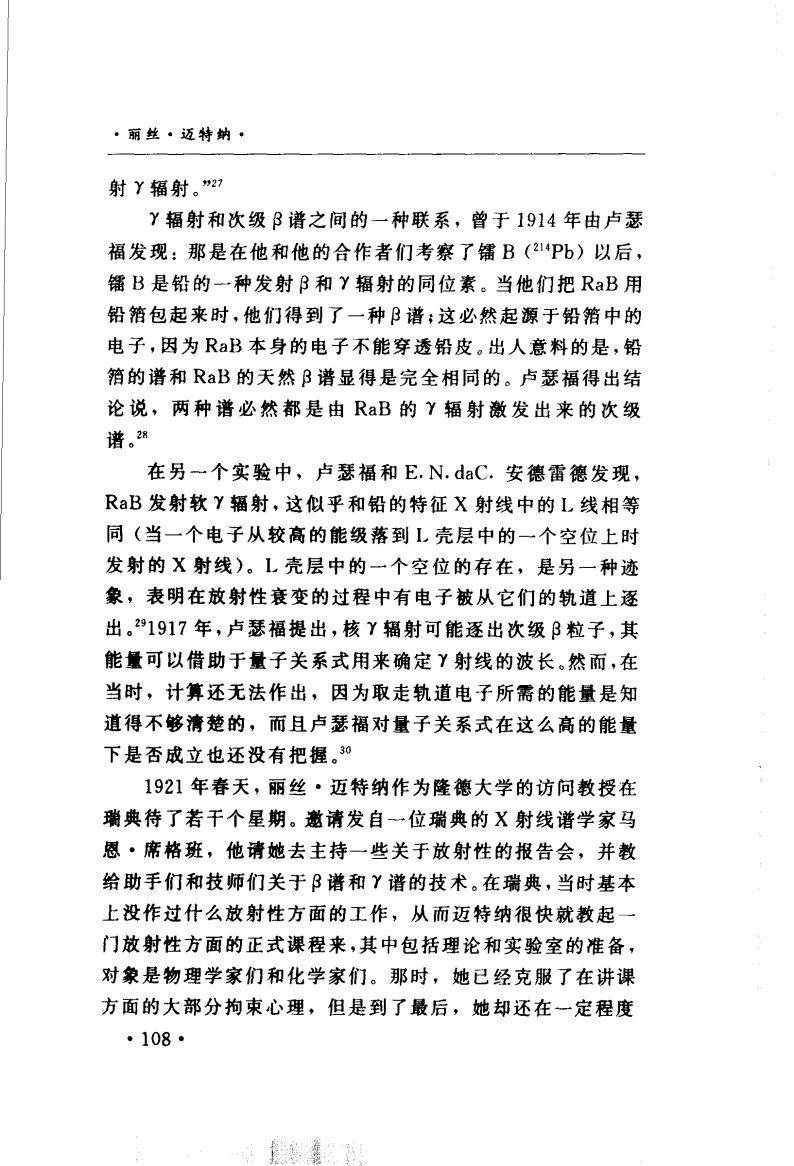 ·丽丝·迈特纳·
射γ辐射。”27
γ辐射和次级β谱之间的一种联系，曾于1914年由卢瑟
福发现：那是在他和他的合作者们考察了镭B（²¹⁴Pb）以后，
镭B是铅的一种发射β和γ辐射的同位素。当他们把RaB用
铅箔包起来时，他们得到了一种β谱；这必然起源于铅箔中的
电子，因为RaB本身的电子不能穿透铅皮。出人意料的是，铅
箔的谱和RaB的天然β谱显得是完全相同的。卢瑟福得出结
论说，两种谱必然都是由RaB的γ辐射激发出来的次级
谱。28
在另一个实验中，卢瑟福和E.N.daC.安德雷德发现，
RaB发射软γ辐射，这似乎和铅的特征X射线中的L线相等
同（当一个电子从较高的能级落到L壳层中的一个空位上时
发射的X射线）。L壳层中的一个空位的存在，是另一种迹
象，表明在放射性衰变的过程中有电子被从它们的轨道上逐
出。291917年，卢瑟福提出，核γ辐射可能逐出次级β粒子，其
能量可以借助于量子关系式用来确定γ射线的波长。然而，在
当时，计算还无法作出，因为取走轨道电子所需的能量是知
道得不够清楚的，而且卢瑟福对量子关系式在这么高的能量
下是否成立也还没有把握。30
1921年春天，丽丝·迈特纳作为隆德大学的访问教授在
瑞典待了若干个星期。邀请发自一位瑞典的X射线谱学家马
恩·席格班，他请她去主持一些关于放射性的报告会，并教
给助手们和技师们关于β谱和γ谱的技术。在瑞典，当时基本
上没作过什么放射性方面的工作，从而迈特纳很快就教起一
门放射性方面的正式课程来，其中包括理论和实验室的准备，
对象是物理学家们和化学家们。那时，她已经克服了在讲课
方面的大部分拘束心理，但是到了最后，她却还在一定程度
·108·